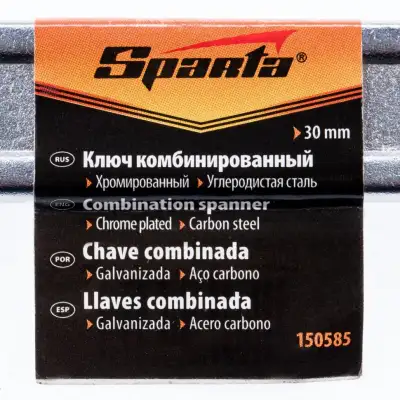 Sparta®
30 mm
RUS Ключ комбинированный
Хромированный Углеродистая сталь
ENG Combination spanner
Chrome plated Carbon steel
POR Chave combinada
Galvanizada Aço carbono
ESP Llaves combinada
Galvanizada Acero carbono
150585